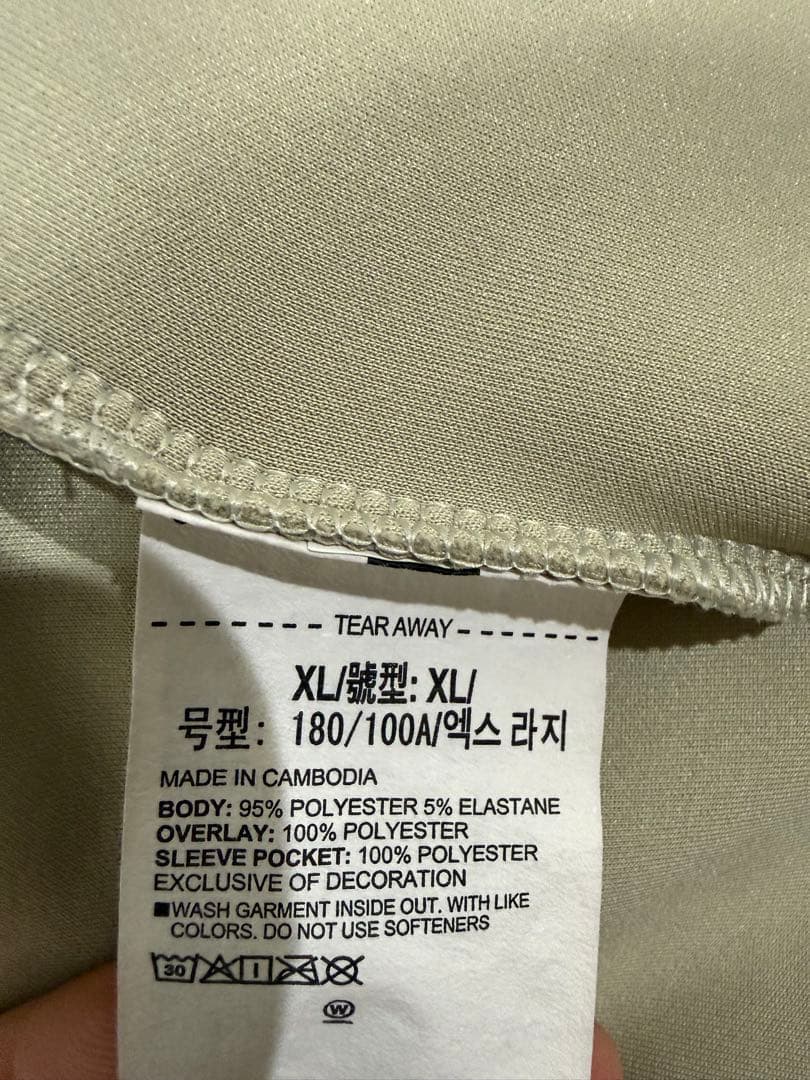 TEAR AWAY
XL/號型: XL/
号型: 180/100A/엑스 라지
MADE IN CAMBODIA
BODY: 95% POLYESTER 5% ELASTANE
OVERLAY: 100% POLYESTER
SLEEVE POCKET: 100% POLYESTER
EXCLUSIVE OF DECORATION
■WASH GARMENT INSIDE OUT. WITH LIKE
COLORS. DO NOT USE SOFTENERS
30
W